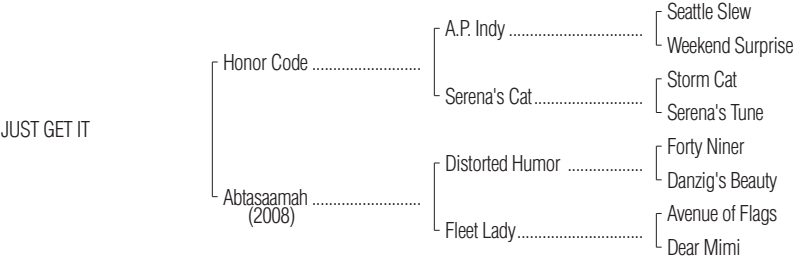 Seattle Slew
A.P. Indy ..............................
Weekend Surprise
Honor Code ........................
Storm Cat
Serena's Cat.........................
Serena's Tune
JUST GET IT
Forty Niner
Distorted Humor .................
Danzig's Beauty
Abtasaamah ........................
(2008)
Avenue of Flags
Fleet Lady.............................
Dear Mimi